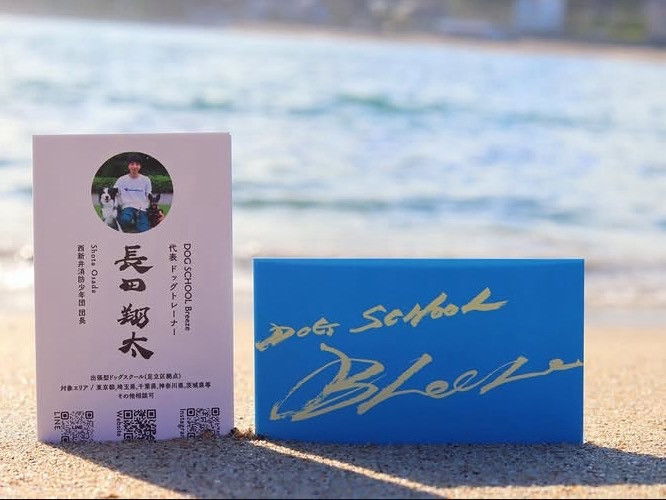 DOG SCHOOL Breeze
代表 ドッグトレーナー
長田 翔太
Shota Osada
西新井消防少年団 団長
出張型ドッグスクール(足立区拠点)
対象エリア / 東京都,埼玉県,千葉県,神奈川県,茨城県等
その他相談可
LINE
Website
Instagram
DOG SCHOOL
Breeze